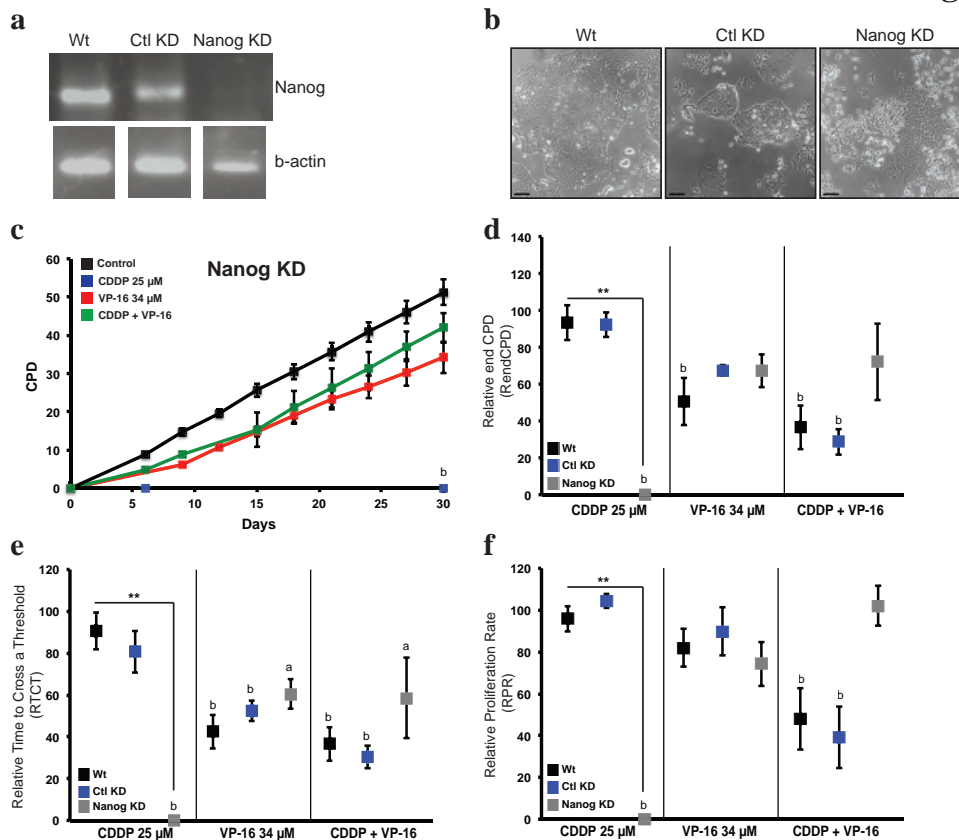 a
Wt Ctl KD Nanog KD
Nanog
b-actin
b
Wt Ctl KD Nanog KD
c
Nanog KD
Control
CDDP 25 µM
VP-16 34 µM
CDDP + VP-16
CPD
60
50
40
30
20
10
0
b
0 5 10 15 20 25 30
Days
d
Relative end CPD
(RendCPD)
140
120
100
80
60
40
20
0
**
b
b
b
b
Wt
Ctl KD
Nanog KD
CDDP 25 µM VP-16 34 µM CDDP + VP-16
e
Relative Time to Cross a Threshold
(RTCT)
120
100
80
60
40
20
0
**
b
b
b
a
b
b
a
Wt
Ctl KD
Nanog KD
CDDP 25 µM VP-16 34 µM CDDP + VP-16
f
Relative Proliferation Rate
(RPR)
120
100
80
60
40
20
0
**
b
b
b
Wt
Ctl KD
Nanog KD
CDDP 25 µM VP-16 34 µM CDDP + VP-16